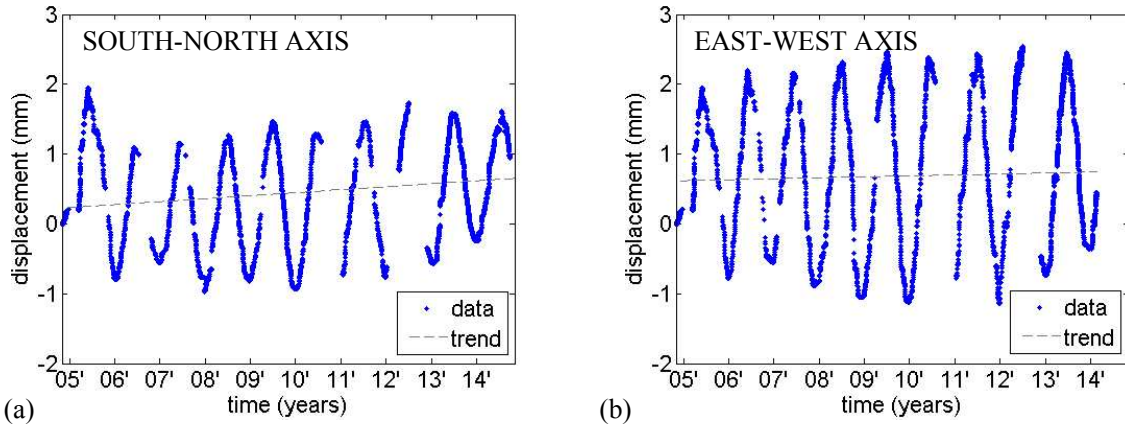 SOUTH-NORTH AXIS
3
2
1
0
-1
-2
displacement (mm)
data
trend
05' 06' 07' 08' 09' 10' 11' 12' 13' 14'
time (years)
(a)
EAST-WEST AXIS
3
2
1
0
-1
-2
displacement (mm)
data
trend
05' 06' 07' 08' 09' 10' 11' 12' 13' 14'
time (years)
(b)